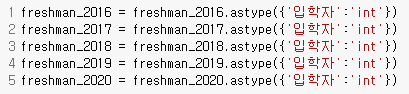 1 freshman_2016 = freshman_2016.astype({'입학자':'int'})
2 freshman_2017 = freshman_2017.astype({'입학자':'int'})
3 freshman_2018 = freshman_2018.astype({'입학자':'int'})
4 freshman_2019 = freshman_2019.astype({'입학자':'int'})
5 freshman_2020 = freshman_2020.astype({'입학자':'int'})